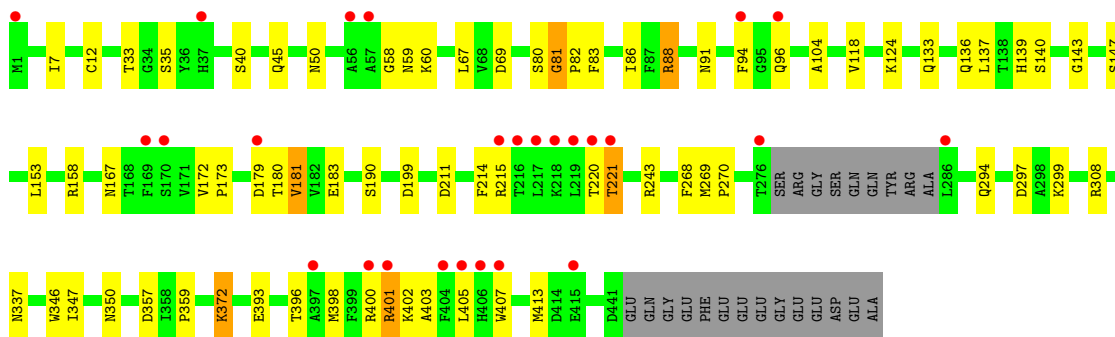 M1 I7 C12 T33 G34 S35 Y36 H37 S40 Q45 N50 A56 A57 G58 N59 K60 L67 V68 D69 S80 G81 P82 F83 I86 F87 R88 N91 F94 G95 Q96 A104 V118 K124 Q133 Q136 L137 T138 H139 S140 G143 S147
L153 R158 N167 T168 F169 S170 V171 V172 P173 D179 T180 V181 V182 E183 S190 D199 D211 F214 R215 T216 L217 K218 L219 T220 T221 R243 F268 M269 P270 T276 SER ARG GLY SER GLN GLN TYR ARG ALA L286 Q294 D297 A298 K299 R308
N337 W346 I347 N350 D357 I358 P359 K372 E393 T396 A397 M398 F399 R400 R401 K402 A403 F404 L405 H406 W407 M413 D414 E415 D441 GLU GLN GLY GLU GLU PHE GLU GLU GLU GLY GLU GLU GLU ASP GLU ALA